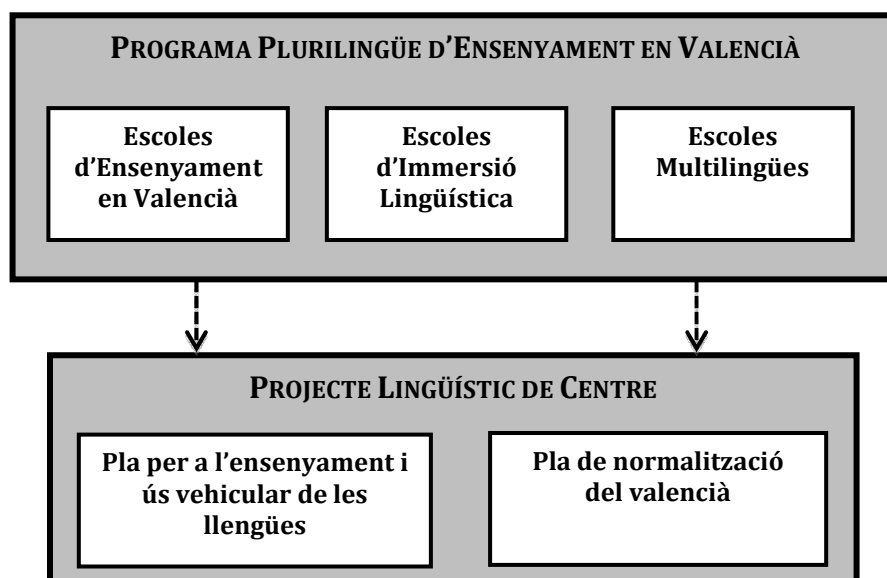 PROGRAMA PLURILINGÜE D’ENSENYAMENT EN VALENCIÀ
Escoles
d’Ensenyament
en Valencià
Escoles
d’Immersió
Lingüística
Escoles
Multilingües
PROJECTE LINGÜÍSTIC DE CENTRE
Pla per a l’ensenyament i
ús vehicular de les
llengües
Pla de normalització
del valencià